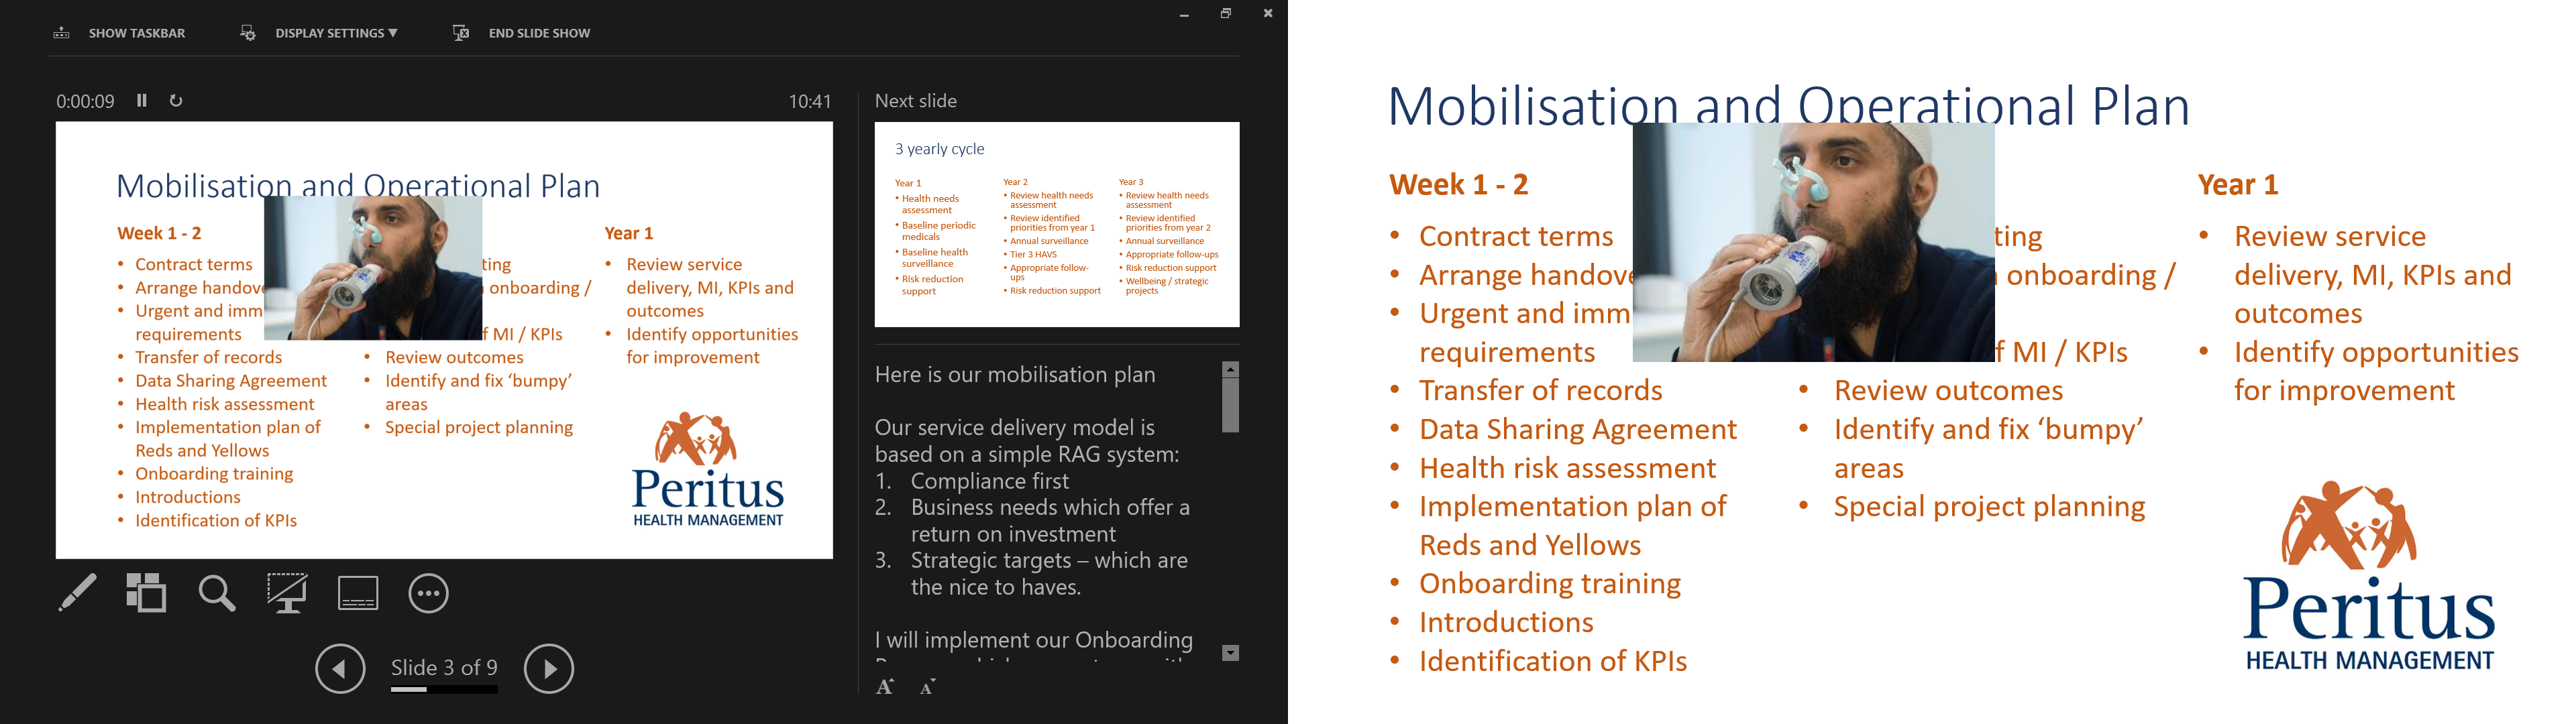 SHOW TASKBAR
DISPLAY SETTINGS ▼
END SLIDE SHOW
0:00:09
10:41
Mobilisation and Operational Plan
Week 1 - 2
• Contract terms
• Arrange handove
• Urgent and imm
requirements
• Transfer of records
• Data Sharing Agreement
• Health risk assessment
• Implementation plan of
Reds and Yellows
• Onboarding training
• Introductions
• Identification of KPIs
ting
onboarding /
f MI / KPIs
• Review outcomes
• Identify and fix ‘bumpy’
areas
• Special project planning
Year 1
• Review service
delivery, MI, KPIs and
outcomes
• Identify opportunities
for improvement
Peritus
HEALTH MANAGEMENT
Slide 3 of 9
Next slide
3 yearly cycle
Year 1
• Health needs
assessment
• Baseline periodic
medicals
• Baseline health
surveillance
• Risk reduction
support
Year 2
• Review health needs
assessment
• Review identified
priorities from year 1
• Annual surveillance
• Tier 3 HAVS
• Appropriate follow-
ups
• Risk reduction support
Year 3
• Review health needs
assessment
• Review identified
priorities from year 2
• Annual surveillance
• Appropriate follow-ups
• Risk reduction support
• Wellbeing / strategic
projects
Here is our mobilisation plan
Our service delivery model is
based on a simple RAG system:
1. Compliance first
2. Business needs which offer a
return on investment
3. Strategic targets – which are
the nice to haves.
I will implement our Onboarding
A A
Mobilisation and Operational Plan
Week 1 - 2
• Contract terms
• Arrange handove
• Urgent and imm
requirements
• Transfer of records
• Data Sharing Agreement
• Health risk assessment
• Implementation plan of
Reds and Yellows
• Onboarding training
• Introductions
• Identification of KPIs
ting
onboarding /
f MI / KPIs
• Review outcomes
• Identify and fix ‘bumpy’
areas
• Special project planning
Year 1
• Review service
delivery, MI, KPIs and
outcomes
• Identify opportunities
for improvement
Peritus
HEALTH MANAGEMENT